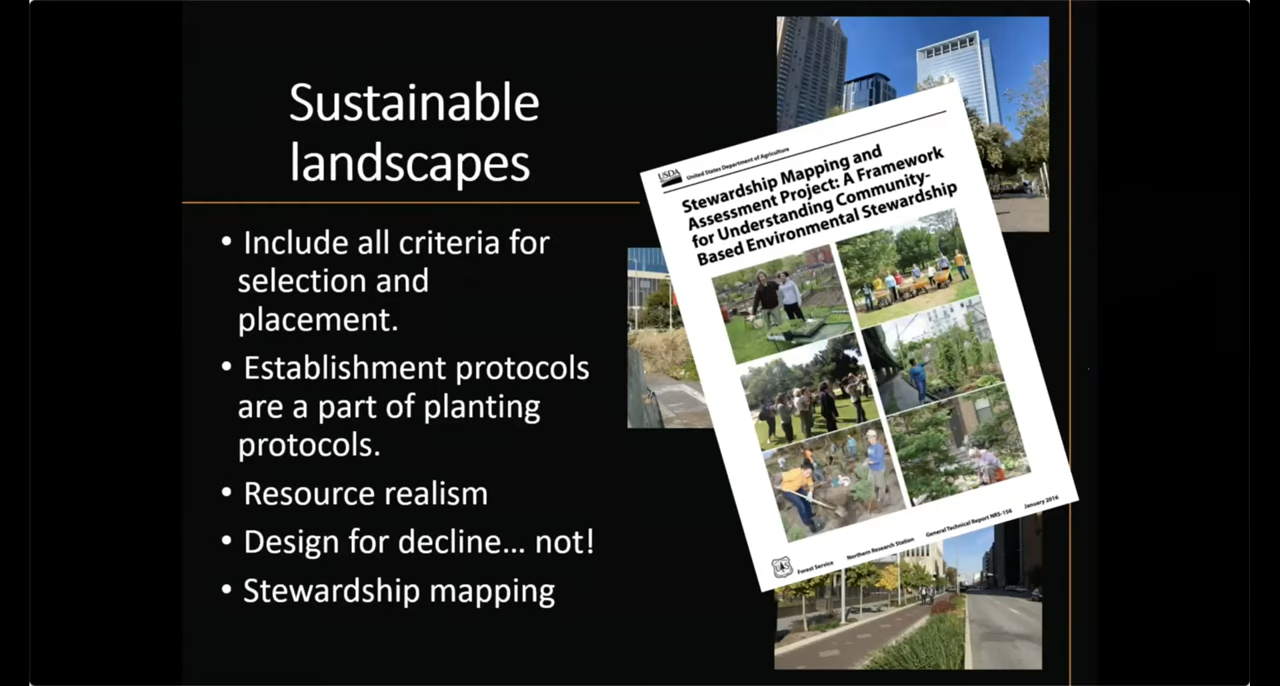 Sustainable
landscapes
• Include all criteria for
selection and
placement.
• Establishment protocols
are a part of planting
protocols.
• Resource realism
• Design for decline... not!
• Stewardship mapping
USDA
United States Department of Agriculture
Stewardship Mapping and
Assessment Project: A Framework
for Understanding Community-
Based Environmental Stewardship
Forest Service
Northern Research Station
General Technical Report NRS-156
January 2016